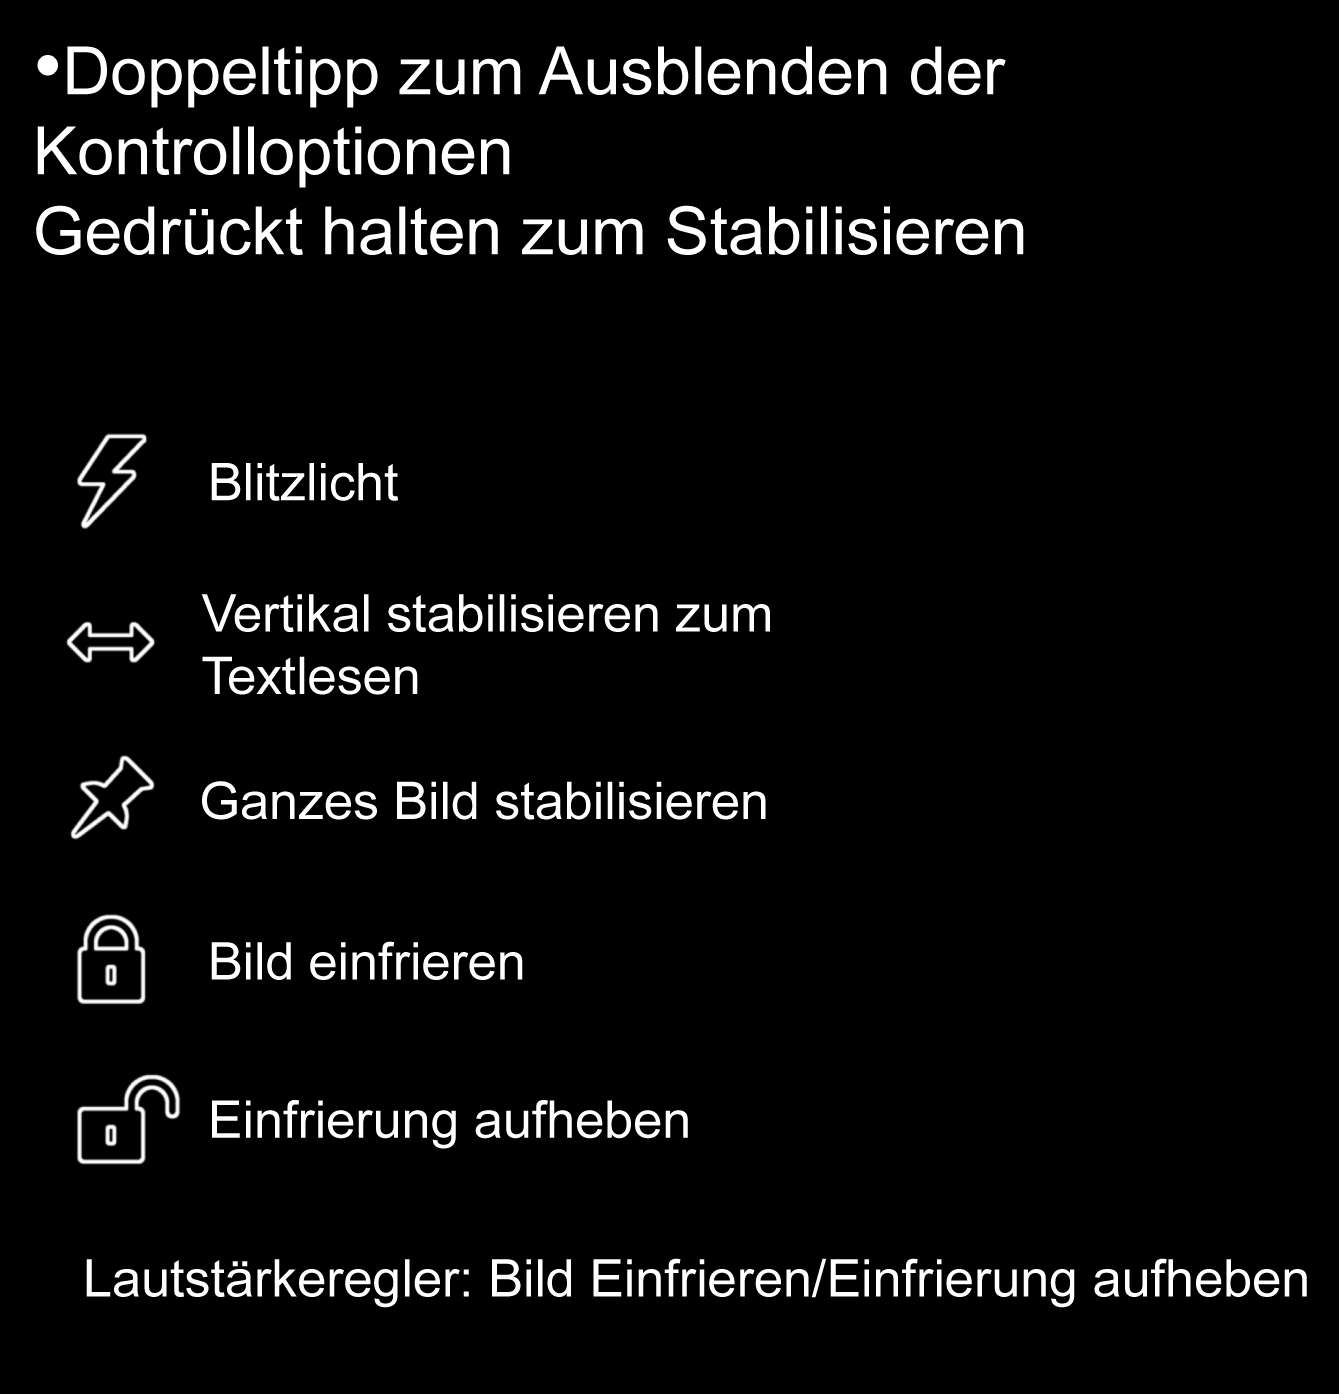 •Doppeltipp zum Ausblenden der
Kontrolloptionen
Gedrückt halten zum Stabilisieren
Blitzlicht
Vertikal stabilisieren zum
Textlesen
Ganzes Bild stabilisieren
Bild einfrieren
Einfrierung aufheben
Lautstärkeregler: Bild Einfrieren/Einfrierung aufheben